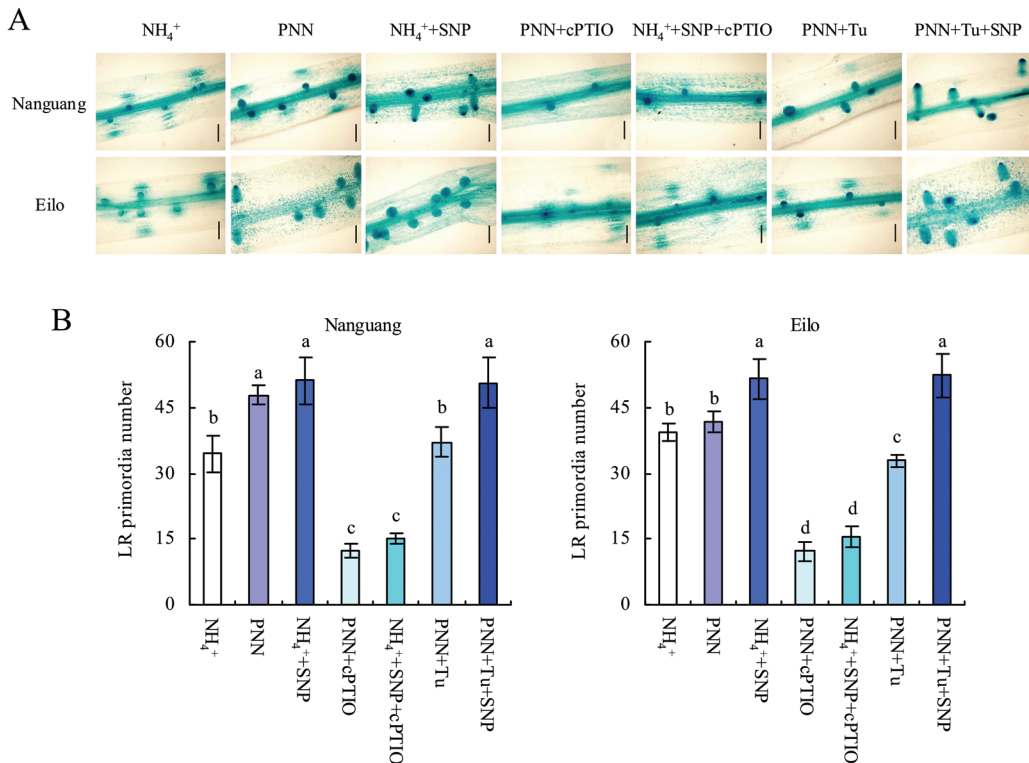 A
NH₄⁺ PNN NH₄⁺+SNP PNN+cPTIO NH₄⁺+SNP+cPTIO PNN+Tu PNN+Tu+SNP
Nanguang
Eilo
B
Nanguang
LR primordia number
60
45
30
15
0
b
a
a
c
c
b
a
NH₄⁺
PNN
NH₄⁺+SNP
PNN+cPTIO
NH₄⁺+SNP+cPTIO
PNN+Tu
PNN+Tu+SNP
Eilo
LR primordia number
60
45
30
15
0
b
b
a
d
d
c
a
NH₄⁺
PNN
NH₄⁺+SNP
PNN+cPTIO
NH₄⁺+SNP+cPTIO
PNN+Tu
PNN+Tu+SNP